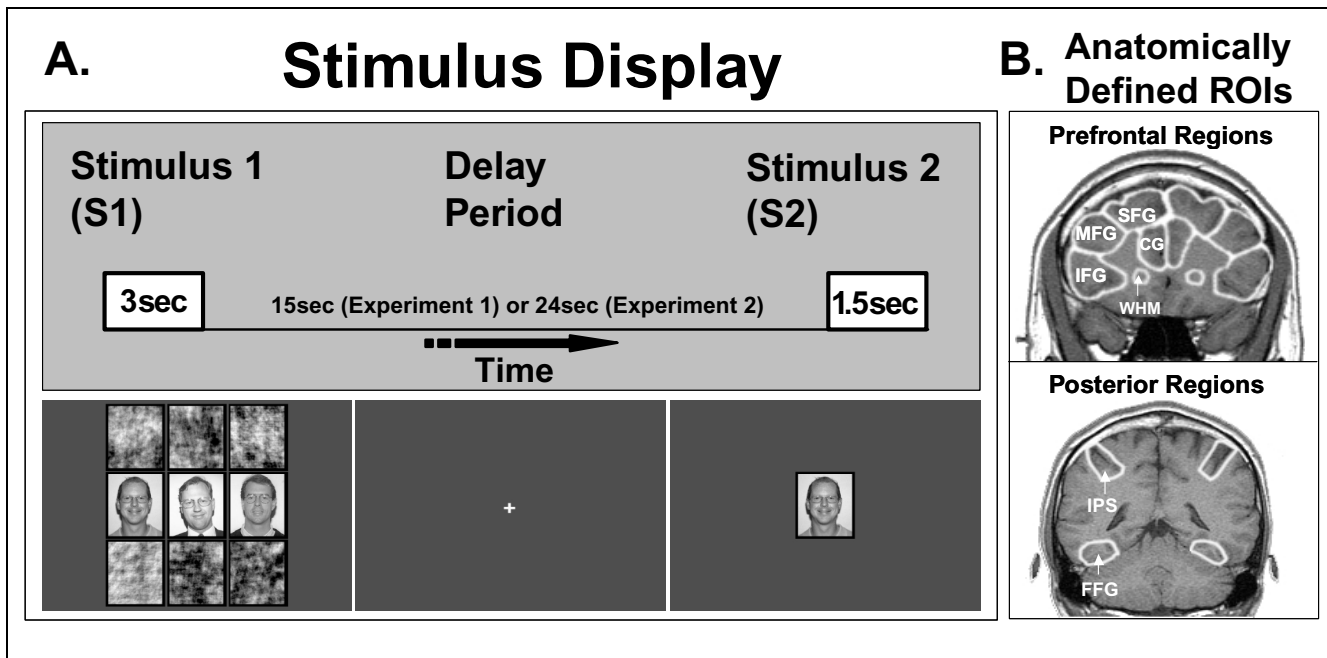 A.
Stimulus Display
Stimulus 1
(S1)
Delay
Period
Stimulus 2
(S2)
3sec
15sec (Experiment 1) or 24sec (Experiment 2)
1.5sec
Time
B.
Anatomically
Defined ROIs
Prefrontal Regions
SFG
MFG
CG
IFG
WHM
Posterior Regions
IPS
FFG